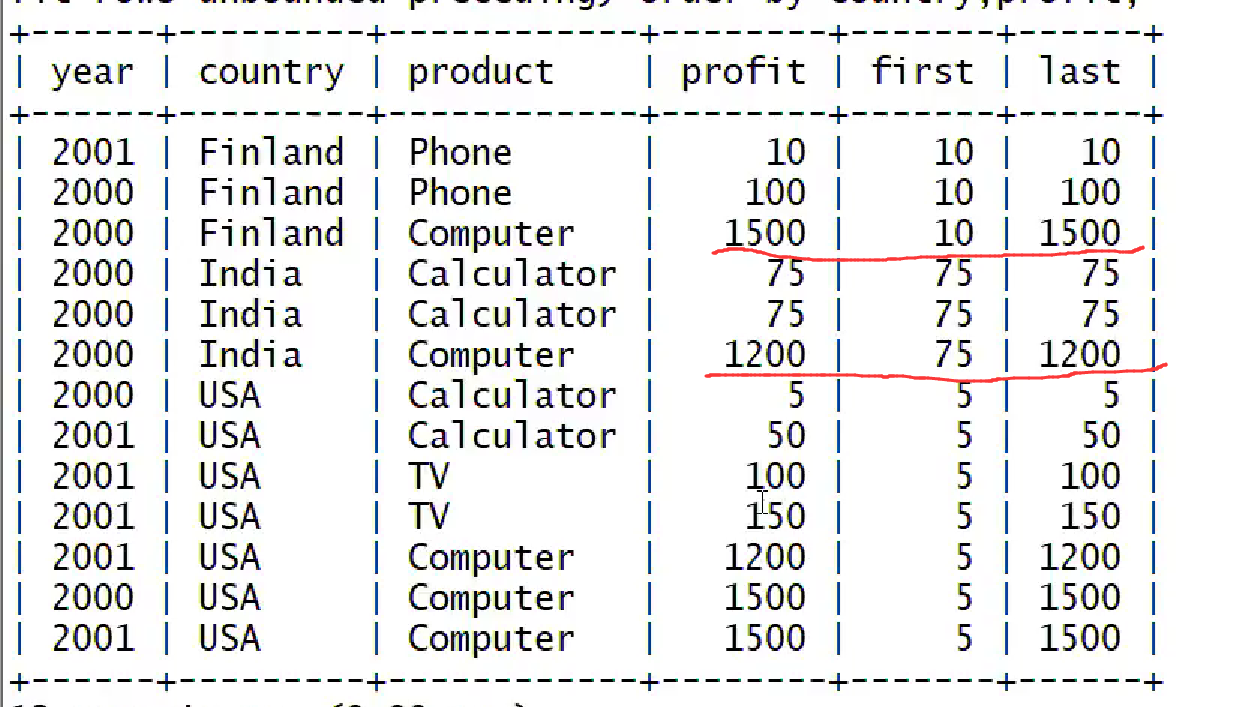 rows unbounded preceding) order by country,profit;
+------+---------+------------+--------+-------+------+
| year | country | product    | profit | first | last |
+------+---------+------------+--------+-------+------+
| 2001 | Finland | Phone      |     10 |    10 |   10 |
| 2000 | Finland | Phone      |    100 |    10 |  100 |
| 2000 | Finland | Computer   |   1500 |    10 | 1500 |
| 2000 | India   | Calculator |     75 |    75 |   75 |
| 2000 | India   | Calculator |     75 |    75 |   75 |
| 2000 | India   | Computer   |   1200 |    75 | 1200 |
| 2000 | USA     | Calculator |      5 |     5 |    5 |
| 2001 | USA     | Calculator |     50 |     5 |   50 |
| 2001 | USA     | TV         |    100 |     5 |  100 |
| 2001 | USA     | TV         |    150 |     5 |  150 |
| 2001 | USA     | Computer   |   1200 |     5 | 1200 |
| 2000 | USA     | Computer   |   1500 |     5 | 1500 |
| 2001 | USA     | Computer   |   1500 |     5 | 1500 |
+------+---------+------------+--------+-------+------+